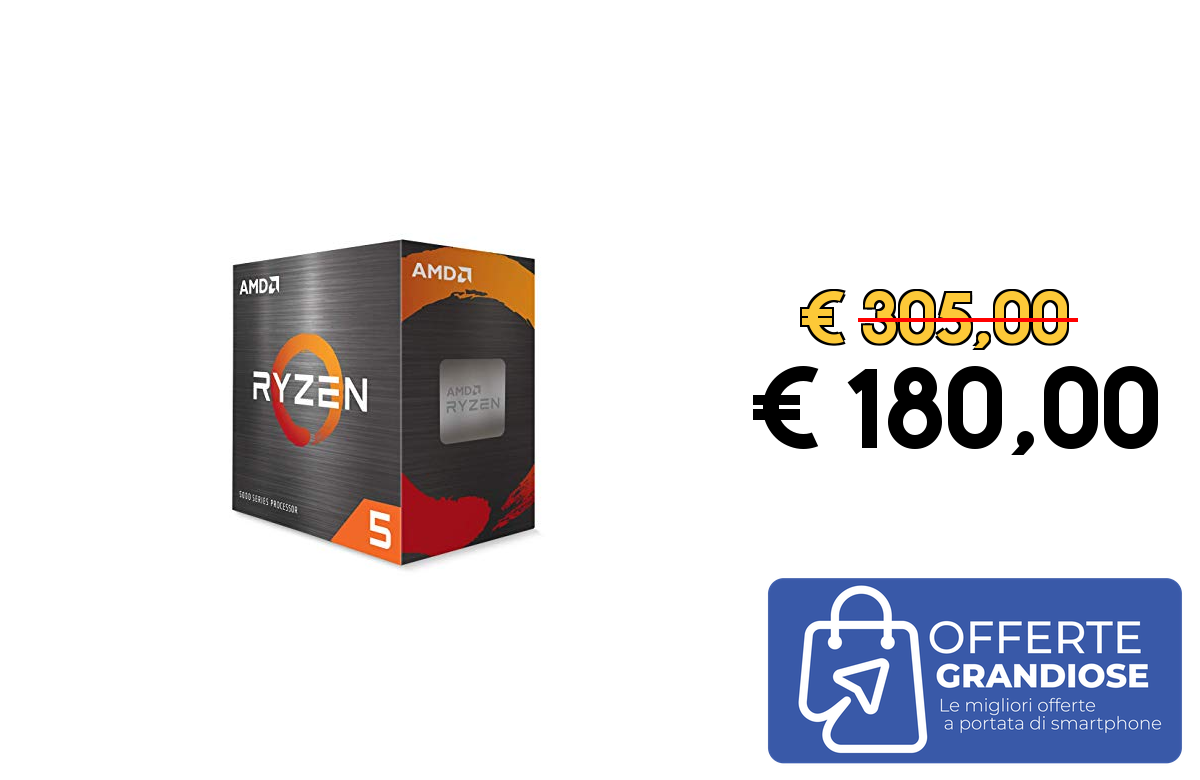 AMD
RYZEN
5000 SERIES PROCESSOR
5
AMD
AMD
RYZEN
€ 305,00
€ 180,00
OFFERTE
GRANDIOSE
Le migliori offerte
a portata di smartphone